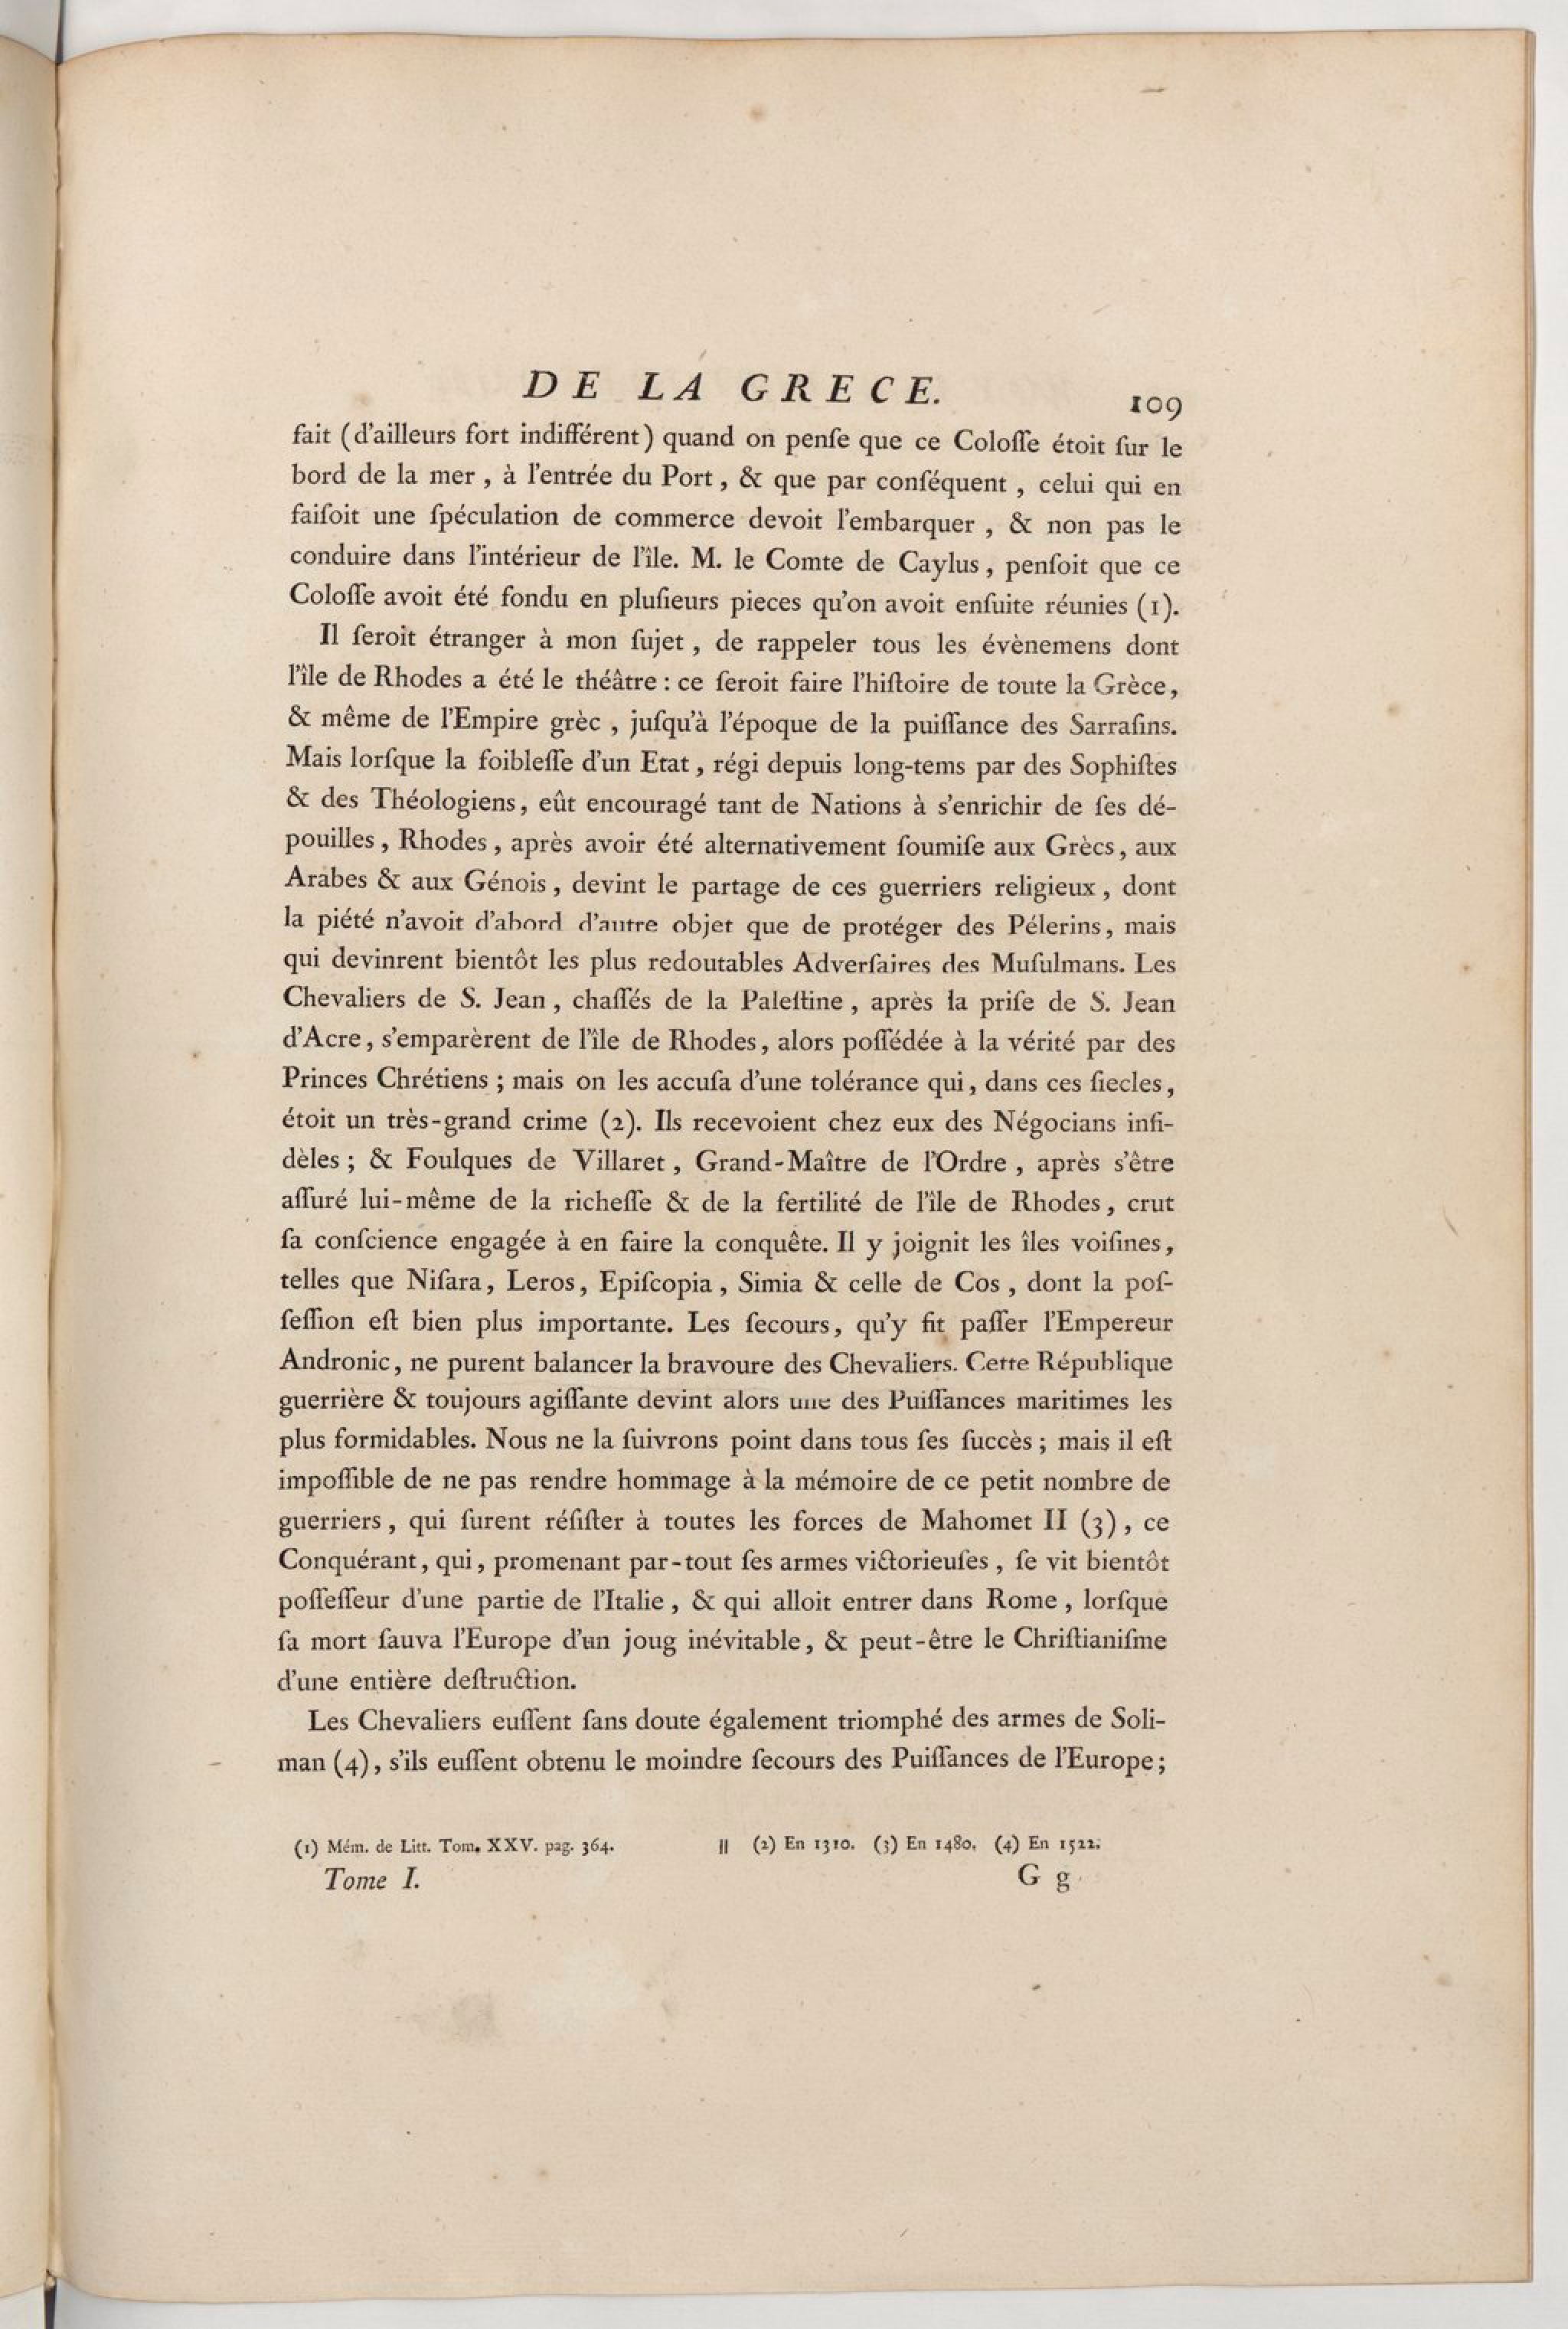 DE LA GRECE.
109
fait (d'ailleurs fort indifférent) quand on penſe que ce Coloſſe étoit ſur le
bord de la mer, à l'entrée du Port, & que par conſéquent, celui qui en
faiſoit une ſpéculation de commerce devoit l'embarquer, & non pas le
conduire dans l'intérieur de l'île. M. le Comte de Caylus, penſoit que ce
Coloſſe avoit été fondu en pluſieurs pieces qu'on avoit enſuite réunies (1).
Il ſeroit étranger à mon ſujet, de rappeler tous les évènemens dont
l'île de Rhodes a été le théâtre : ce ſeroit faire l'hiſtoire de toute la Grèce,
& même de l'Empire grèc, juſqu'à l'époque de la puiſſance des Sarraſins.
Mais lorſque la foibleſſe d'un Etat, régi depuis long-tems par des Sophiſtes
& des Théologiens, eût encouragé tant de Nations à s'enrichir de ſes dé-
pouilles, Rhodes, après avoir été alternativement ſoumiſe aux Grècs, aux
Arabes & aux Génois, devint le partage de ces guerriers religieux, dont
la piété n'avoit d'abord d'autre objet que de protéger des Pélerins, mais
qui devinrent bientôt les plus redoutables Adverſaires des Muſulmans. Les
Chevaliers de S. Jean, chaſſés de la Paleſtine, après la priſe de S. Jean
d'Acre, s'emparèrent de l'île de Rhodes, alors poſſédée à la vérité par des
Princes Chrétiens ; mais on les accuſa d'une tolérance qui, dans ces ſiecles,
étoit un très-grand crime (2). Ils recevoient chez eux des Négocians infi-
dèles ; & Foulques de Villaret, Grand-Maître de l'Ordre, après s'être
aſſuré lui-même de la richeſſe & de la fertilité de l'île de Rhodes, crut
ſa conſcience engagée à en faire la conquête. Il y joignit les îles voiſines,
telles que Niſara, Leros, Epiſcopia, Simia & celle de Cos, dont la poſ-
ſeſſion eſt bien plus importante. Les ſecours, qu'y fit paſſer l'Empereur
Andronic, ne purent balancer la bravoure des Chevaliers. Cette République
guerrière & toujours agiſſante devint alors une des Puiſſances maritimes les
plus formidables. Nous ne la ſuivrons point dans tous ſes ſuccès ; mais il eſt
impoſſible de ne pas rendre hommage à la mémoire de ce petit nombre de
guerriers, qui ſurent réſiſter à toutes les forces de Mahomet II (3), ce
Conquérant, qui, promenant par-tout ſes armes victorieuſes, ſe vit bientôt
poſſeſſeur d'une partie de l'Italie, & qui alloit entrer dans Rome, lorſque
ſa mort ſauva l'Europe d'un joug inévitable, & peut-être le Chriſtianiſme
d'une entière deſtruction.
Les Chevaliers euſſent ſans doute également triomphé des armes de Soli-
man (4), s'ils euſſent obtenu le moindre ſecours des Puiſſances de l'Europe ;
(1) Mém. de Litt. Tom. XXV. pag. 364.
|| (2) En 1310. (3) En 1480. (4) En 1522.
Tome I.
G g